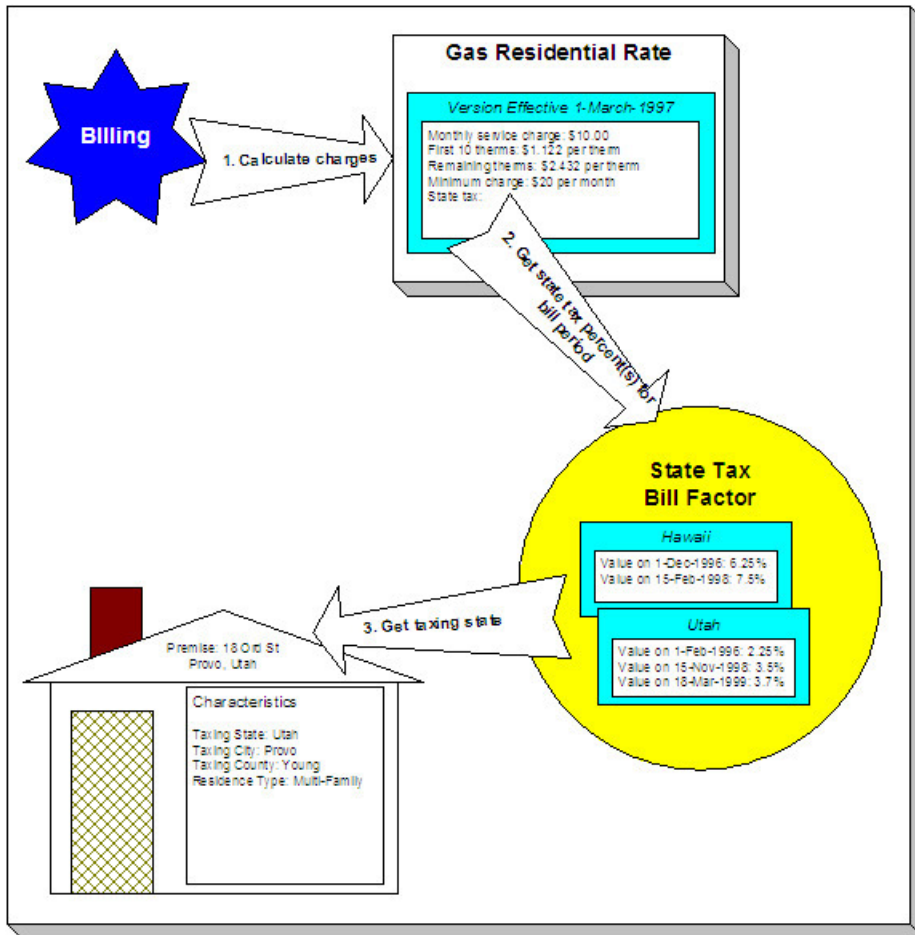 Gas Residential Rate
Version Effective 1-March-1997
Monthly service charge: $10.00
First 10 therms: $1.122 per therm
Remaining therms: $2.432 per therm
Minimum charge: $20 per month
State tax:
Billing
1. Calculate charges
2. Get state tax percent(s) for
bill period
State Tax
Bill Factor
Hawaii
Value on 1-Dec-1996: 6.25%
Value on 15-Feb-1998: 7.5%
Utah
Value on 1-Feb-1996: 2.25%
Value on 15-Nov-1998: 3.5%
Value on 18-Mar-1999: 3.7%
3. Get taxing state
Premise: 18 Ord St
Provo, Utah
Characteristics
Taxing State: Utah
Taxing City: Provo
Taxing County: Young
Residence Type: Multi-Family